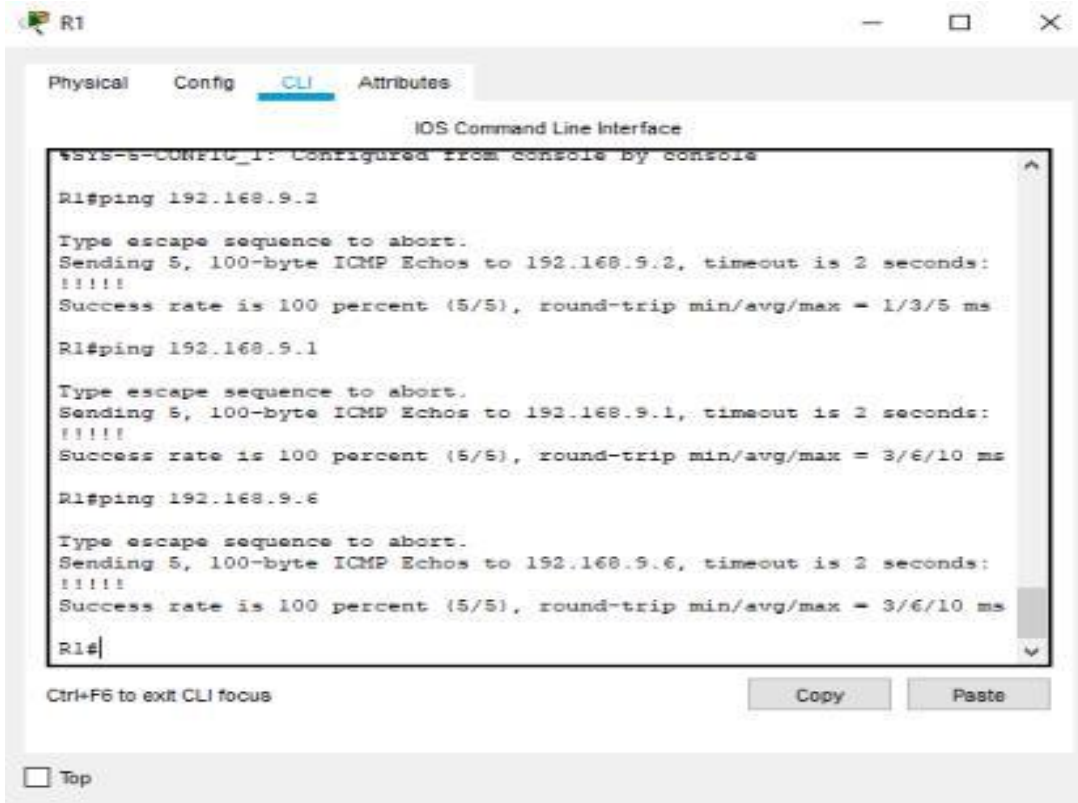 R1
Physical Config CLI Attributes
IOS Command Line Interface
%SYS-5-CONFIG_I: Configured from console by console
R1#ping 192.168.9.2
Type escape sequence to abort.
Sending 5, 100-byte ICMP Echos to 192.168.9.2, timeout is 2 seconds:
!!!!!
Success rate is 100 percent (5/5), round-trip min/avg/max = 1/3/5 ms
R1#ping 192.168.9.1
Type escape sequence to abort.
Sending 5, 100-byte ICMP Echos to 192.168.9.1, timeout is 2 seconds:
!!!!!
Success rate is 100 percent (5/5), round-trip min/avg/max = 3/6/10 ms
R1#ping 192.168.9.6
Type escape sequence to abort.
Sending 5, 100-byte ICMP Echos to 192.168.9.6, timeout is 2 seconds:
!!!!!
Success rate is 100 percent (5/5), round-trip min/avg/max = 3/6/10 ms
R1#
Ctrl+F6 to exit CLI focus
Copy Paste
Top